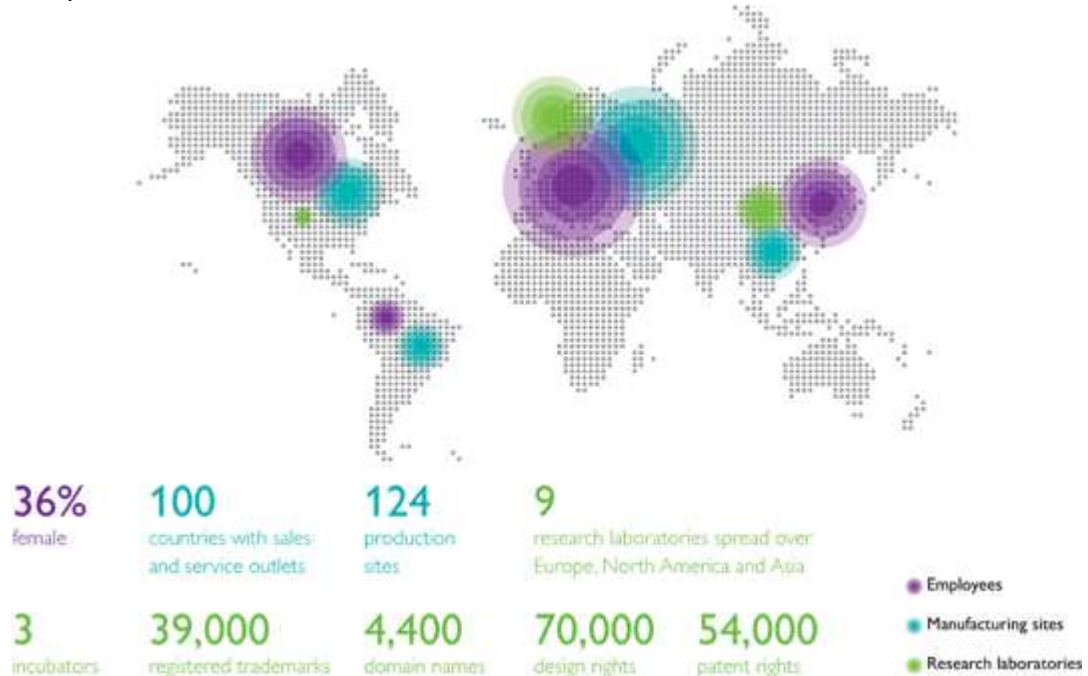 36%
female
100
countries with sales
and service outlets
124
production
sites
9
research laboratories spread over
Europe, North America and Asia
3
incubators
39,000
registered trademarks
4,400
domain names
70,000
design rights
54,000
patent rights
Employees
Manufacturing sites
Research laboratories